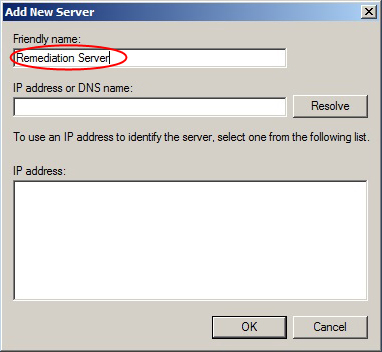 Add New Server
Friendly name:
Remediation Server
IP address or DNS name:
Resolve
To use an IP address to identify the server, select one from the following list.
IP address:
OK
Cancel